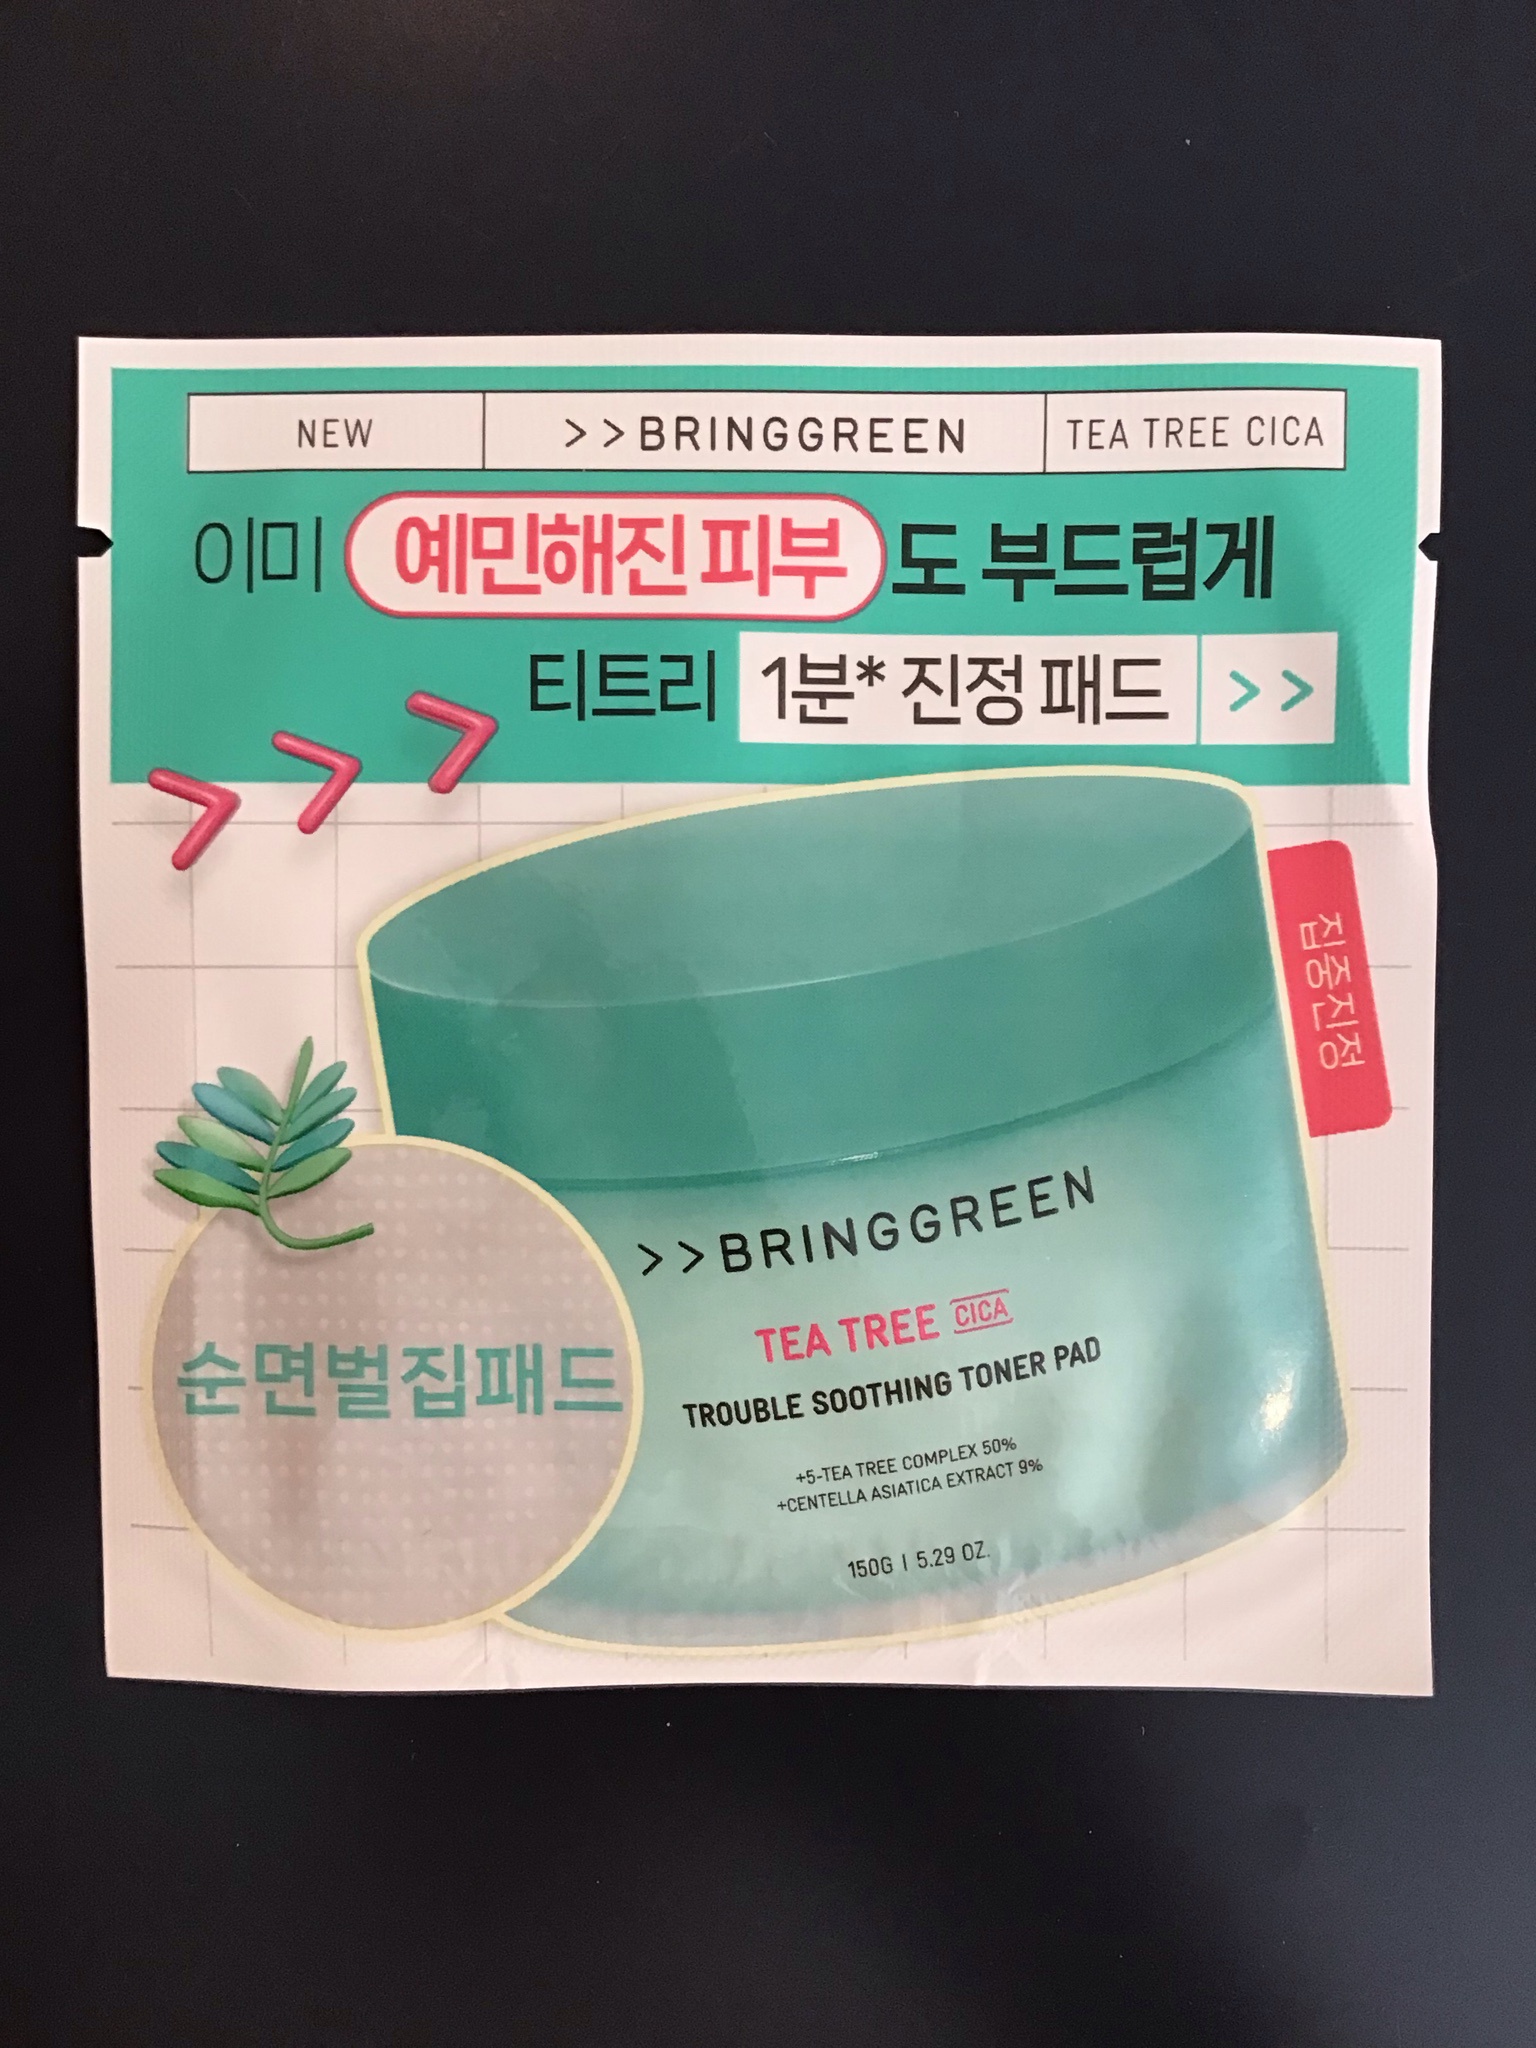 NEW
>>BRINGGREEN
TEA TREE CICA
이미 예민해진 피부도 부드럽게
티트리 1분* 진정 패드 >>
집중진정
>>BRINGGREEN
TEA TREE CICA
TROUBLE SOOTHING TONER PAD
+5-TEA TREE COMPLEX 50%
+CENTELLA ASIATICA EXTRACT 9%
150G | 5.29 OZ.
순면벌집패드